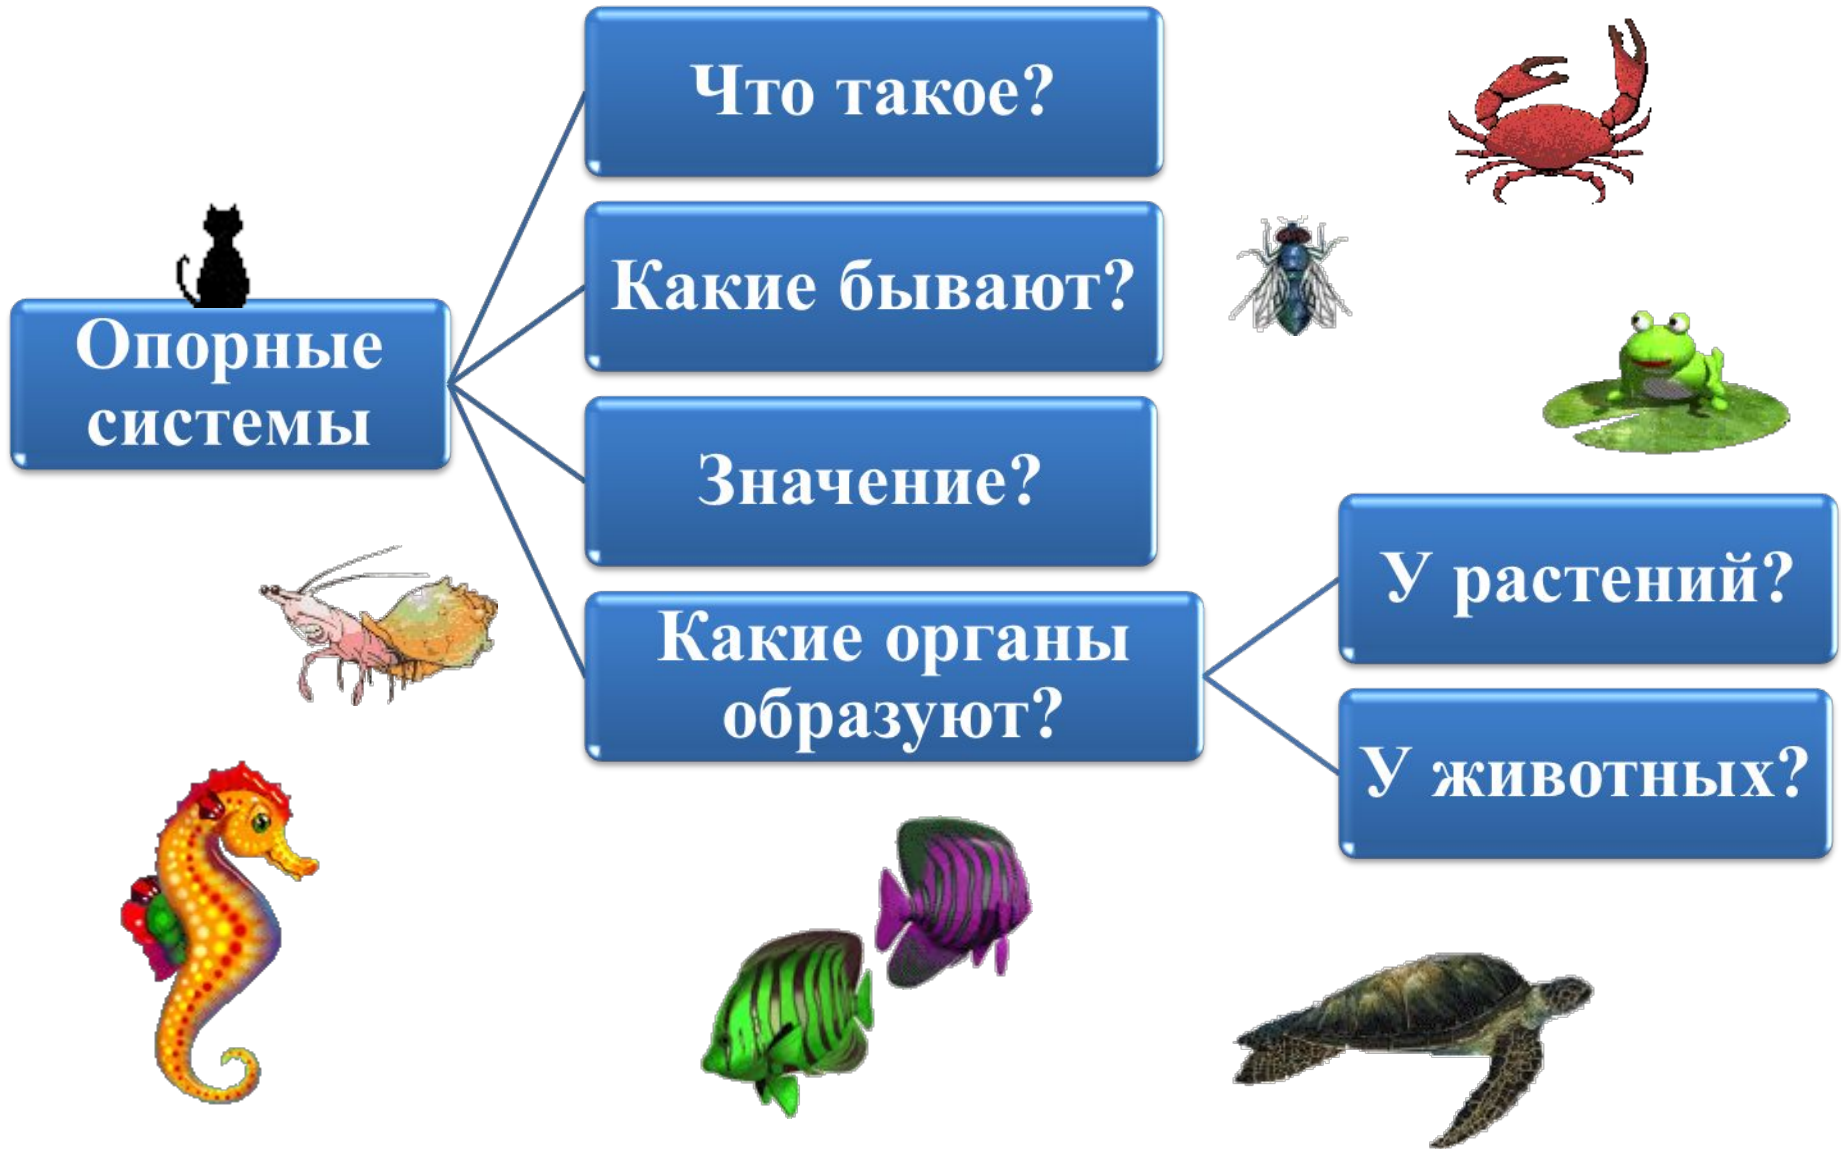 Опорные
системы
Что такое?
Какие бывают?
Значение?
Какие органы
образуют?
У растений?
У животных?